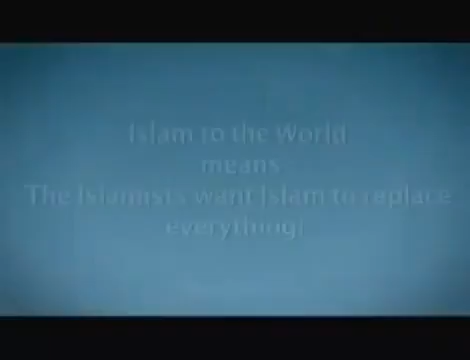 Islam to the World
means
The Islamists want Islam to replace
everything!